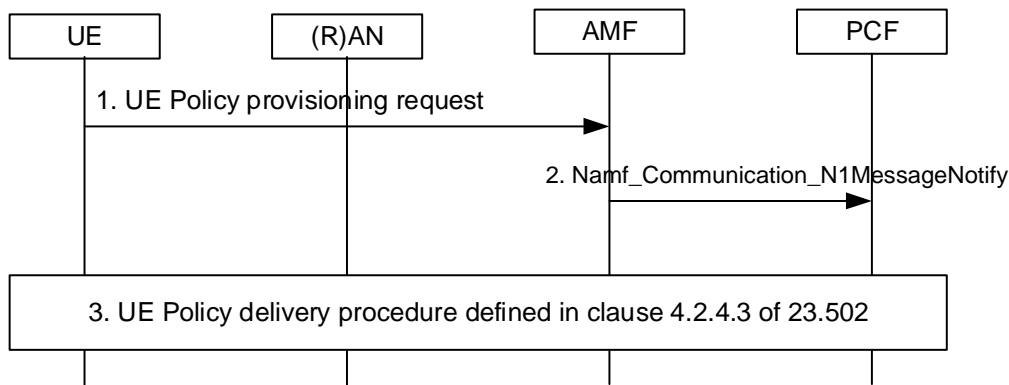 UE
(R)AN
AMF
PCF
1. UE Policy provisioning request
2. Namf_Communication_N1MessageNotify
3. UE Policy delivery procedure defined in clause 4.2.4.3 of 23.502